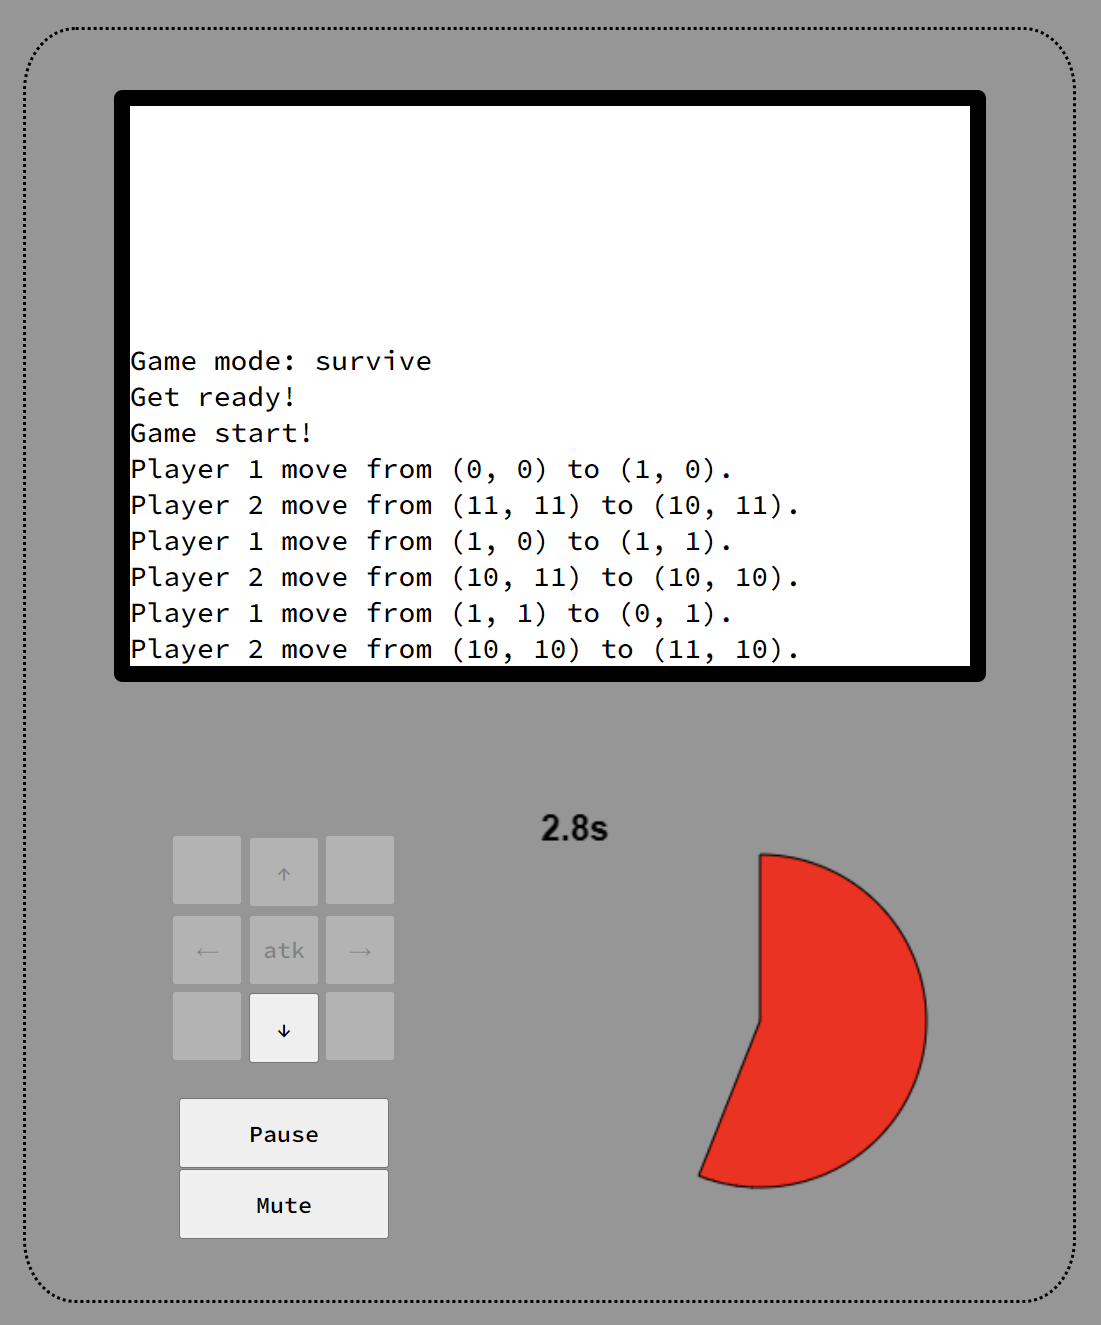 Game mode: survive
Get ready!
Game start!
Player 1 move from (0, 0) to (1, 0).
Player 2 move from (11, 11) to (10, 11).
Player 1 move from (1, 0) to (1, 1).
Player 2 move from (10, 11) to (10, 10).
Player 1 move from (1, 1) to (0, 1).
Player 2 move from (10, 10) to (11, 10).
2.8s
↑
← atk →
↓
Pause
Mute